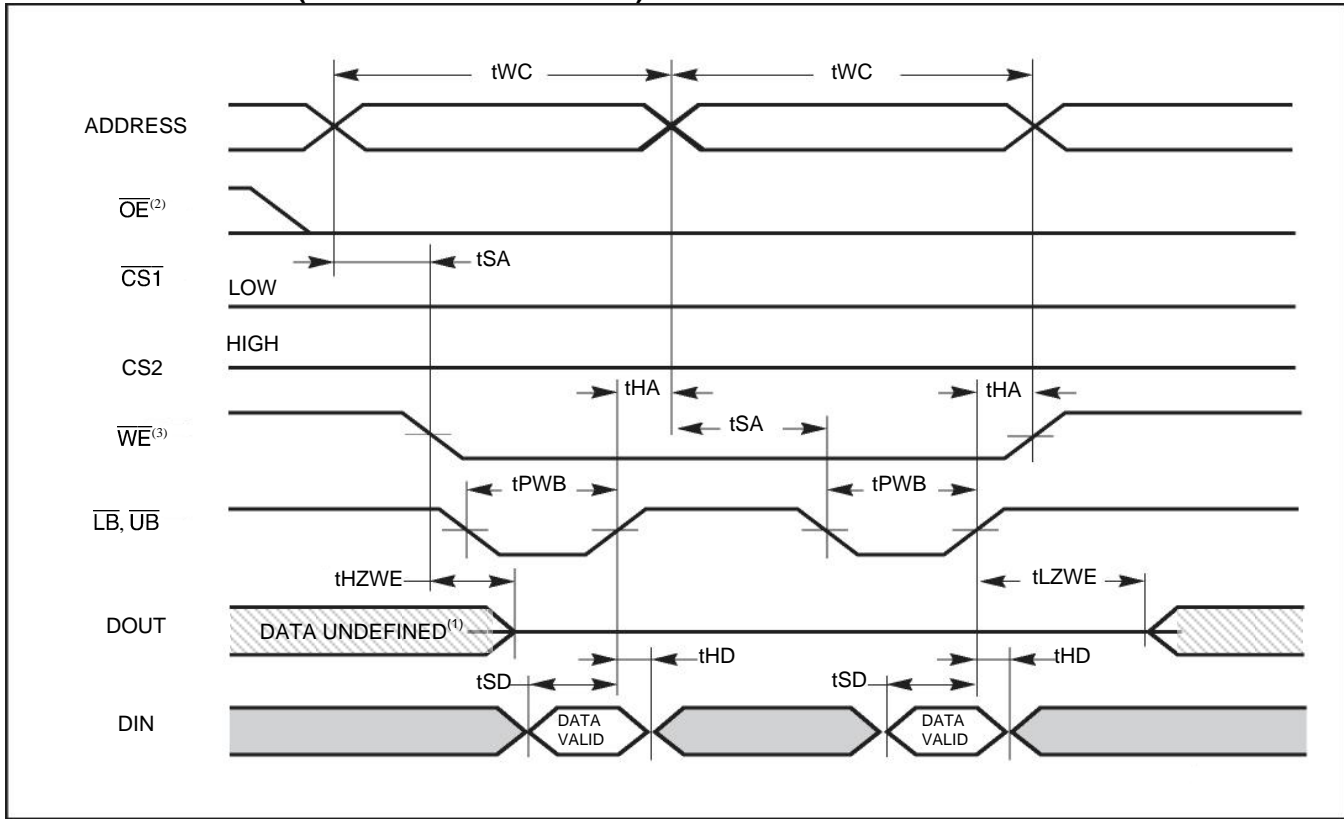 tWC tWC
ADDRESS
OE(2)
tSA
CS1
LOW
HIGH
CS2
tHA tHA
tSA
WE(3)
tPWB tPWB
LB, UB
tHZWE tLZWE
DOUT
DATA UNDEFINED(1)
tHD tHD
tSD tSD
DIN
DATA VALID
DATA VALID